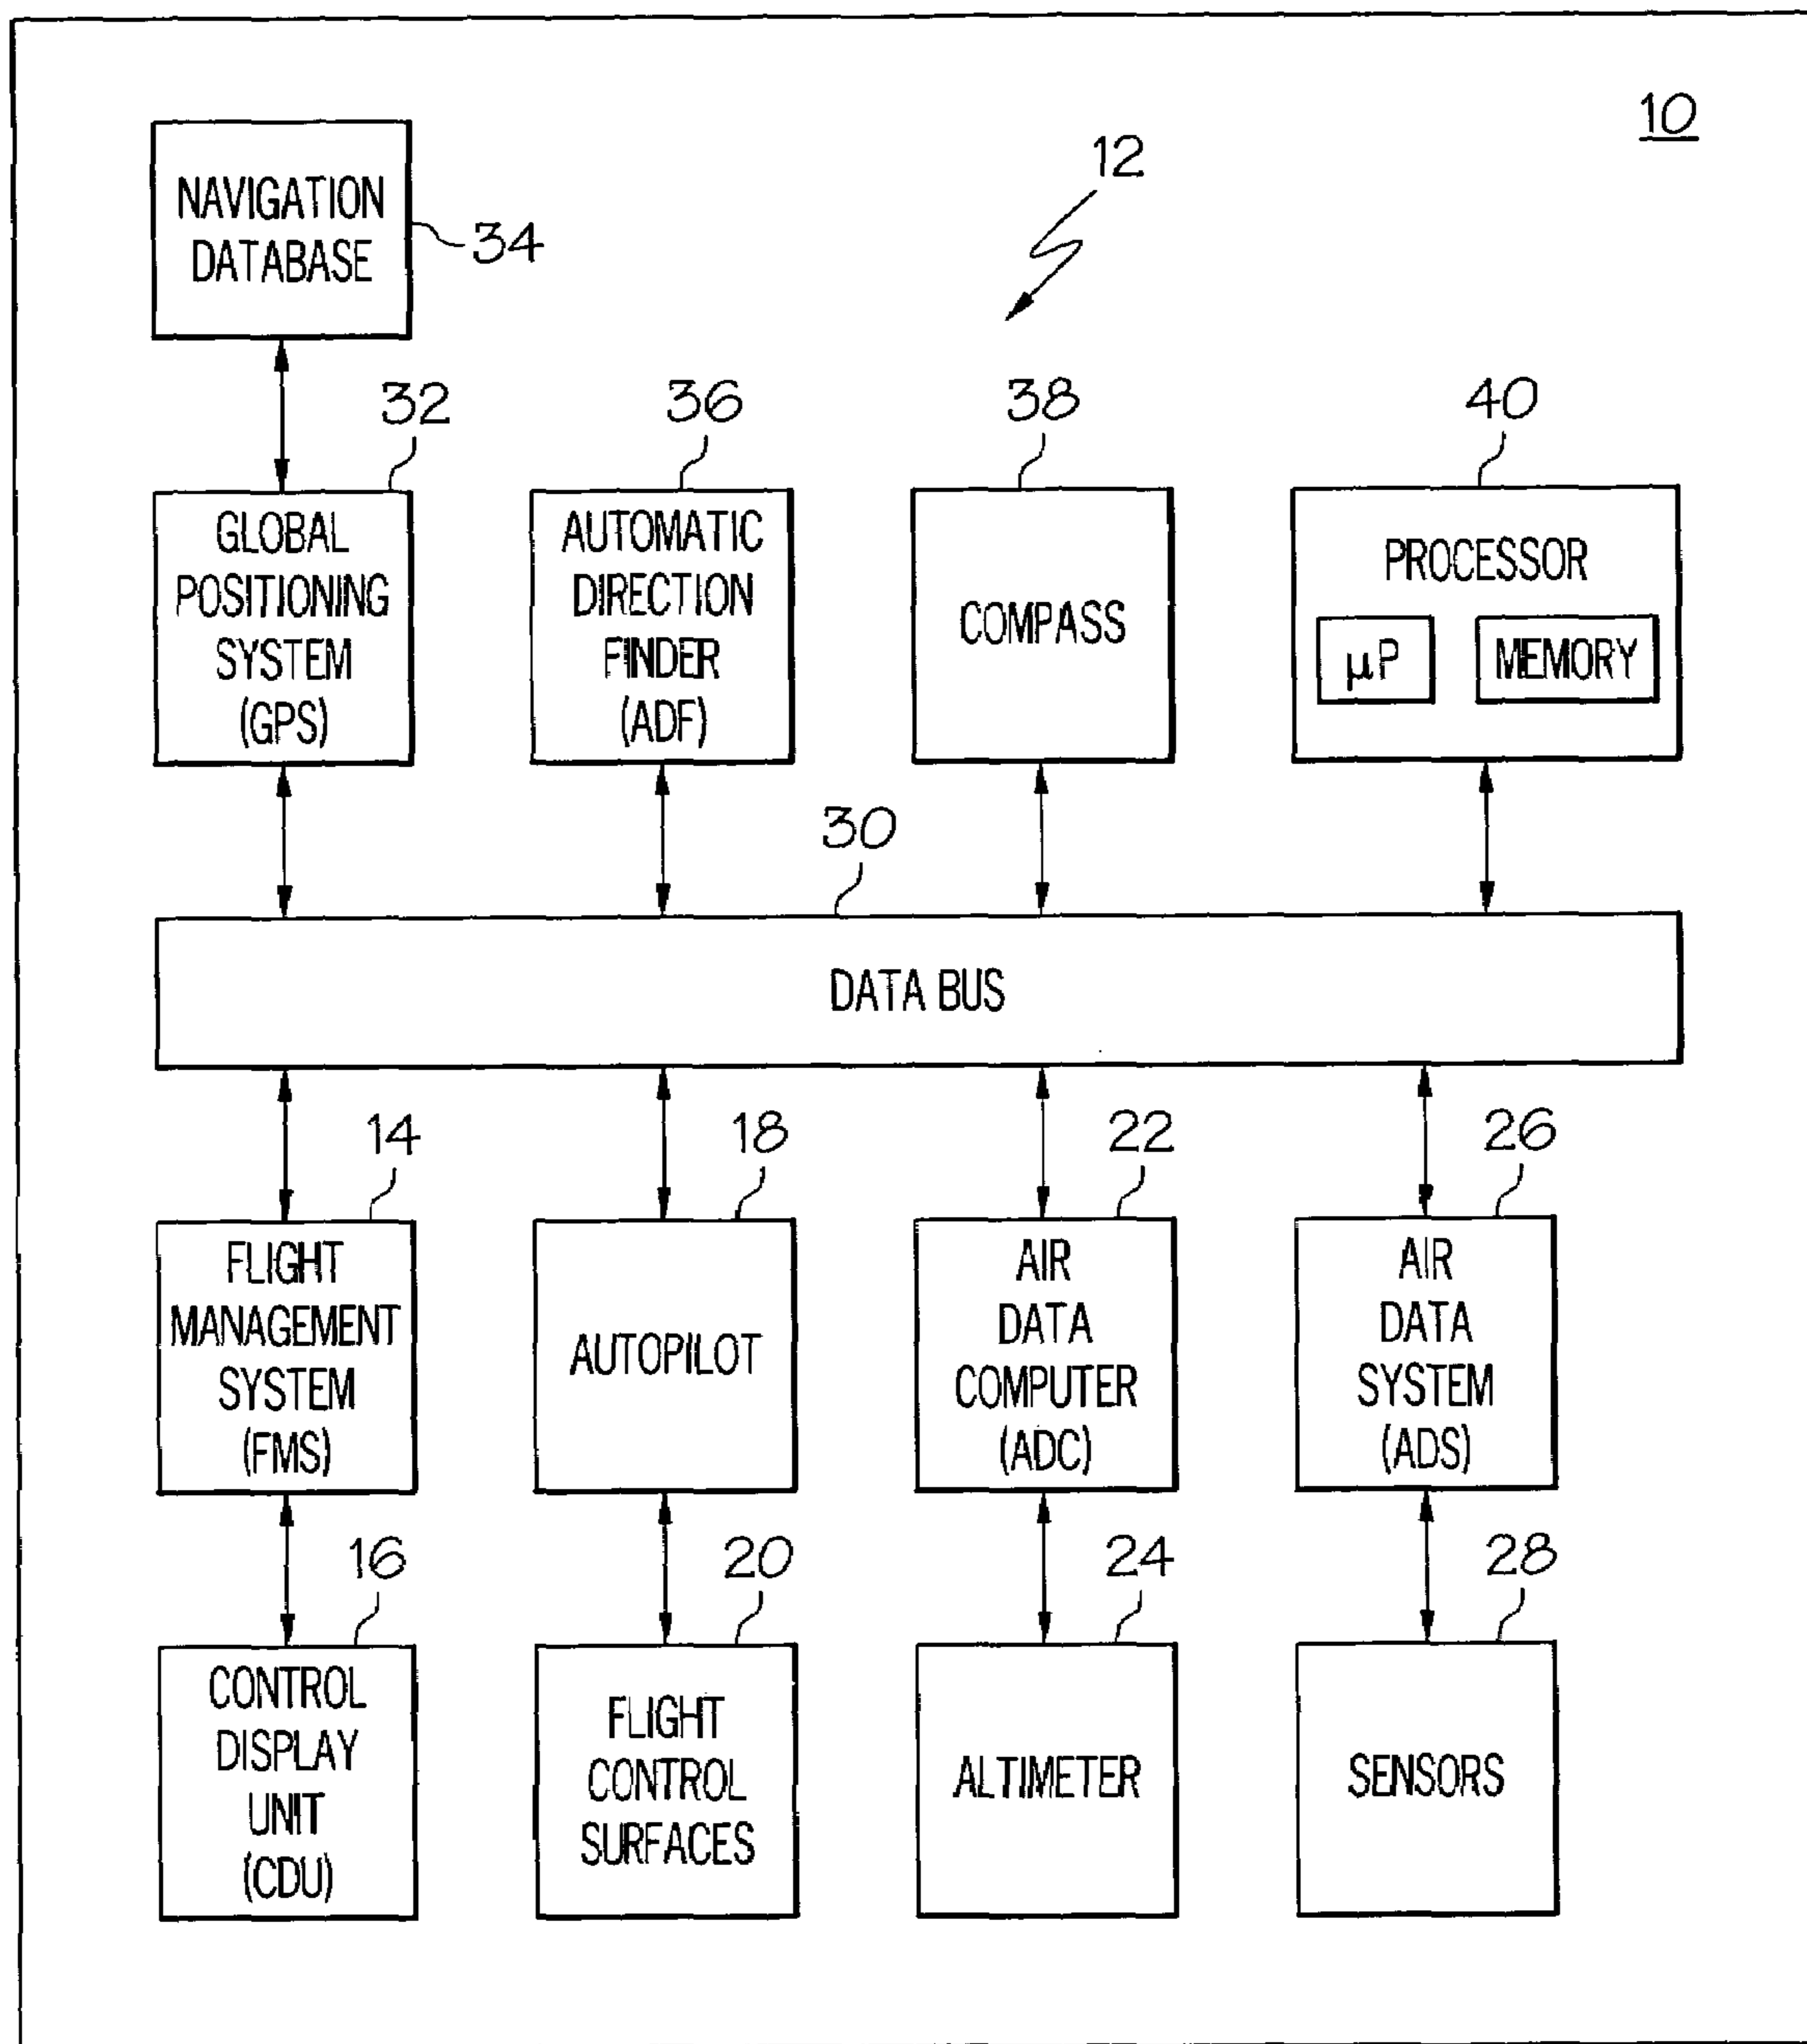 10
12
NAVIGATION
DATABASE
34
32
36
38
40
GLOBAL
POSITIONING
SYSTEM
(GPS)
AUTOMATIC
DIRECTION
FINDER
(ADF)
COMPASS
PROCESSOR
µP
MEMORY
30
DATA BUS
14
18
22
26
FLIGHT
MANAGEMENT
SYSTEM
(FMS)
AUTOPILOT
AIR
DATA
COMPUTER
(ADC)
AIR
DATA
SYSTEM
(ADS)
16
20
24
28
CONTROL
DISPLAY
UNIT
(CDU)
FLIGHT
CONTROL
SURFACES
ALTIMETER
SENSORS